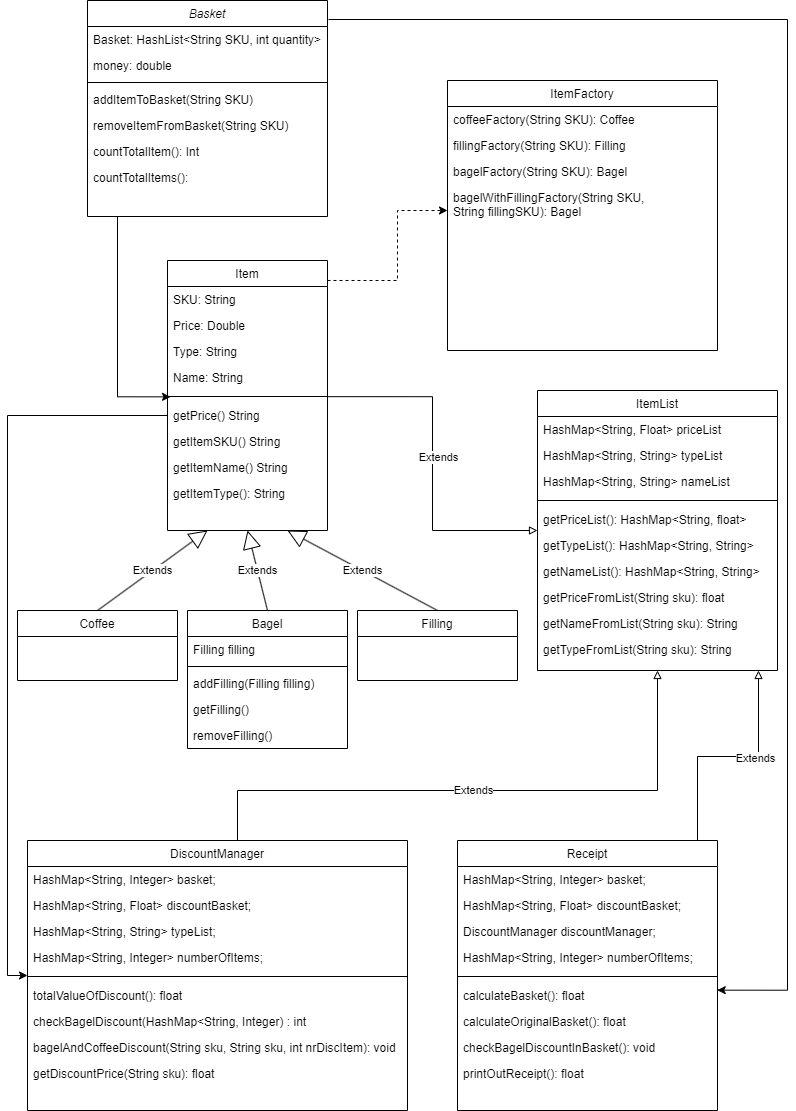 Basket
Basket: HashList<String SKU, int quantity>
money: double
addItemToBasket(String SKU)
removeItemFromBasket(String SKU)
countTotalItem(): Int
countTotalItems():
ItemFactory
coffeeFactory(String SKU): Coffee
fillingFactory(String SKU): Filling
bagelFactory(String SKU): Bagel
bagelWithFillingFactory(String SKU,
String fillingSKU): Bagel
Item
SKU: String
Price: Double
Type: String
Name: String
getPrice() String
getItemSKU() String
getItemName() String
getItemType(): String
Extends
ItemList
HashMap<String, Float> priceList
HashMap<String, String> typeList
HashMap<String, String> nameList
getPriceList(): HashMap<String, float>
getTypeList(): HashMap<String, String>
getNameList(): HashMap<String, String>
getPriceFromList(String sku): float
getNameFromList(String sku): String
getTypeFromList(String sku): String
Extends
Extends
Extends
Coffee
Bagel
Filling filling
addFilling(Filling filling)
getFilling()
removeFilling()
Filling
Extends
Extends
DiscountManager
HashMap<String, Integer> basket;
HashMap<String, Float> discountBasket;
HashMap<String, String> typeList;
HashMap<String, Integer> numberOfItems;
totalValueOfDiscount(): float
checkBagelDiscount(HashMap<String, Integer) : int
bagelAndCoffeeDiscount(String sku, String sku, int nrDiscItem): void
getDiscountPrice(String sku): float
Receipt
HashMap<String, Integer> basket;
HashMap<String, Float> discountBasket;
DiscountManager discountManager;
HashMap<String, Integer> numberOfItems;
calculateBasket(): float
calculateOriginalBasket(): float
checkBagelDiscountInBasket(): void
printOutReceipt(): float